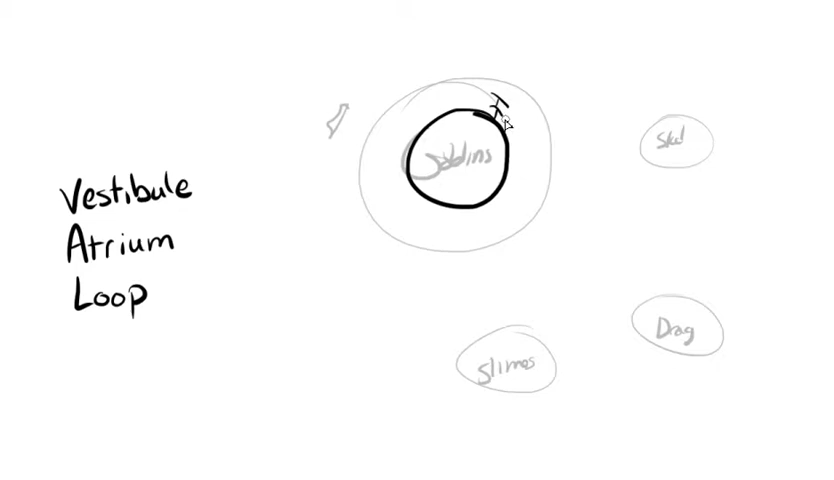 Vestibule
Atrium
Loop
Goblins
Skel
Slimes
Drag